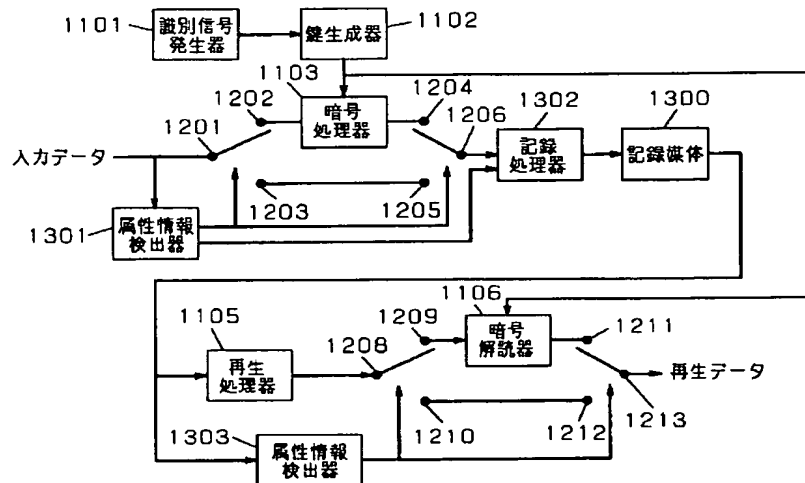 1101
識別信号
発生器
鍵生成器
1102
1103
暗号
処理器
1202
1204
1201
1206
1302
1300
入力データ
記録
処理器
記録媒体
1203
1205
1301
属性情報
検出器
1106
1209
暗号
解読器
1211
1105
1208
再生
処理器
再生データ
1303
1210
1212
1213
属性情報
検出器